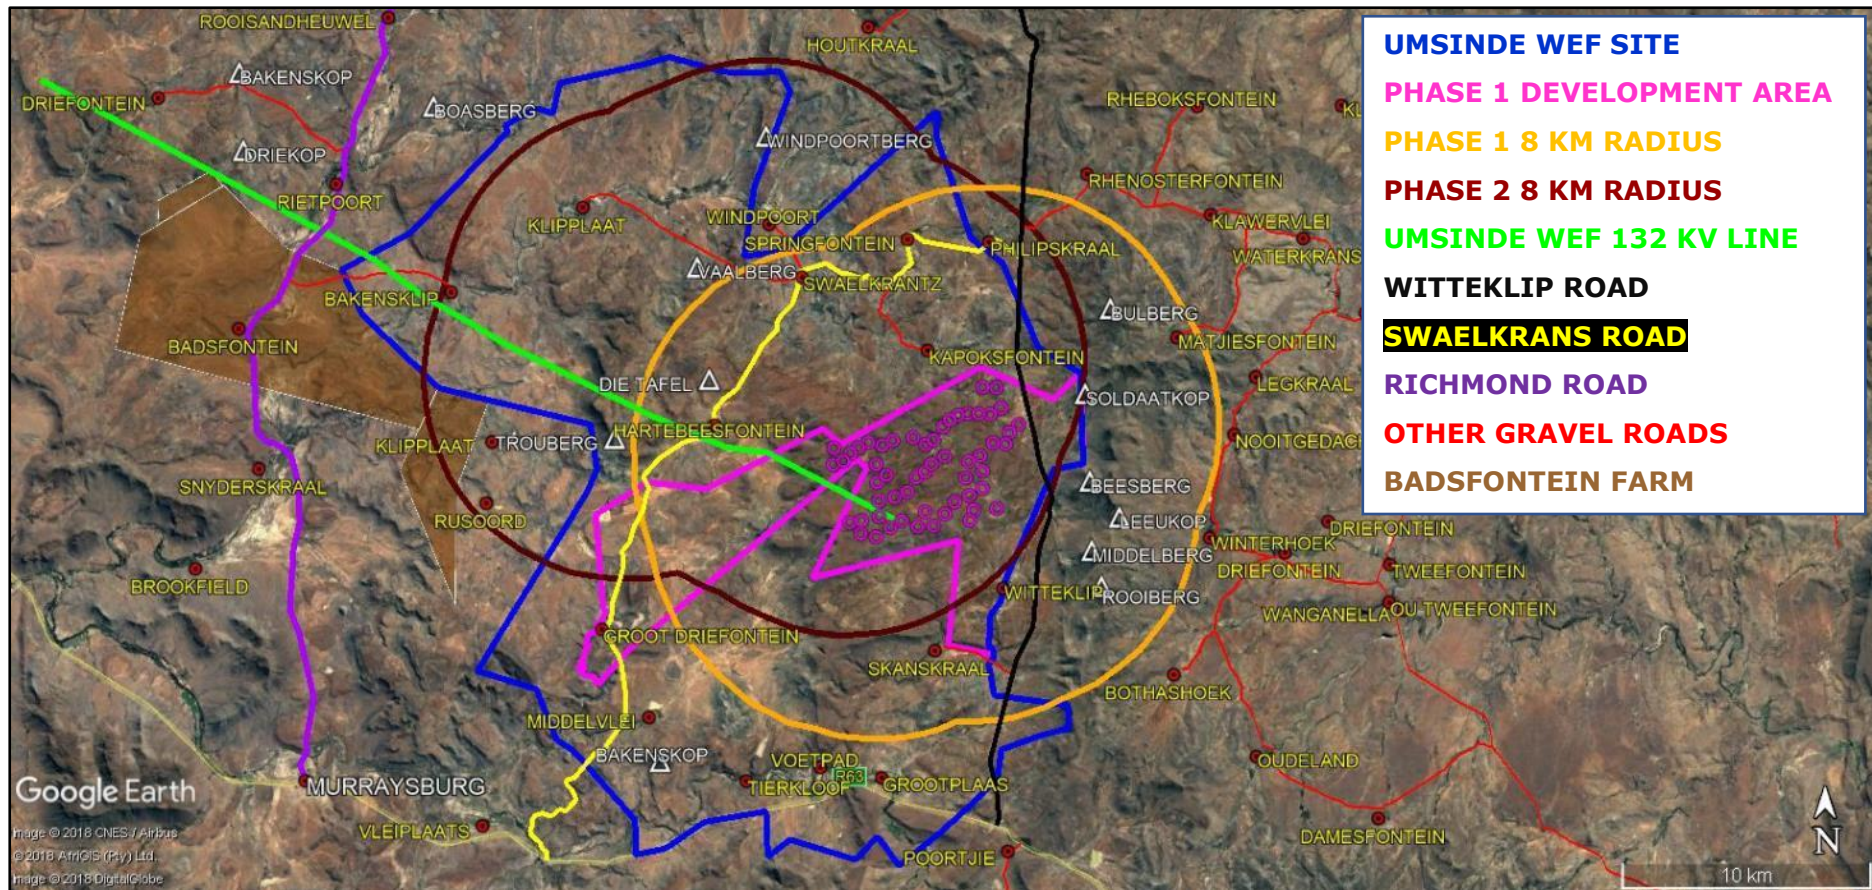 ROOISANDHEUWEL
HOUTKRAAL
UMSINDE WEF SITE
PHASE 1 DEVELOPMENT AREA
PHASE 1 8 KM RADIUS
PHASE 2 8 KM RADIUS
UMSINDE WEF 132 KV LINE
WITTEKLIP ROAD
SWAELKRANS ROAD
RICHMOND ROAD
OTHER GRAVEL ROADS
BADSFONTEIN FARM
BAKENSKOP
DRIEFONTEIN
BOASBERG
RHEBOKSFONTEIN
KL
WINDPOORTBERG
DRIEKOP
RHENOSTERFONTEIN
RIETPOORT
KLIPPLAAT
WINDPOORT
KLAWERVLEI
SPRINGFONTEIN
PHILIPSKRAAL
WATERKRANS
VAALBERG
SWAELKRANTZ
BAKENSKLIP
BULBERG
BADSFONTEIN
MATJIESFONTEIN
KAPOKSFONTEIN
DIE TAFEL
LEGKRAAL
SOLDAATKOP
HARTEBEESFONTEIN
KLIPPLAAT
TROUBERG
NOOITGEDACH
SNYDERSKRAAL
BEESBERG
RUSOORD
LEEUKOP
DRIEFONTEIN
WINTERHOEK
MIDDELBERG
DRIEFONTEIN
TWEEFONTEIN
BROOKFIELD
WITTEKLIP
ROOIBERG
WANGANELLA
OU-TWEEFONTEIN
GROOT DRIEFONTEIN
SKANSKRAAL
BOTHASHOEK
MIDDELVLEI
BAKENSKOP
VOETPAD
R63
OUDELAND
MURRAYSBURG
TIERKLOOF
GROOTPLAAS
Google Earth
VLEIPLAATS
DAMESFONTEIN
POORTJIE
N
Image © 2018 CNES / Airbus
© 2018 AfriGIS (Pty) Ltd.
Image © 2018 DigitalGlobe
10 km